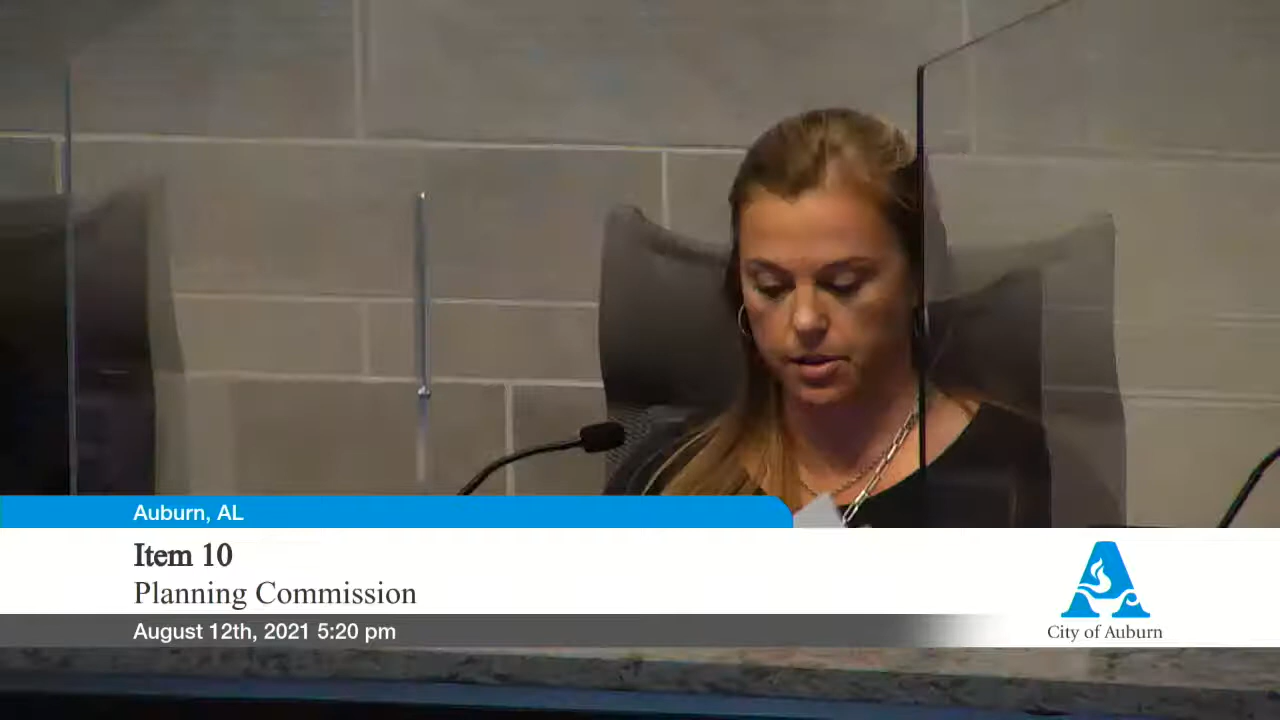 Auburn, AL
Item 10
Planning Commission
August 12th, 2021 5:20 pm
City of Auburn